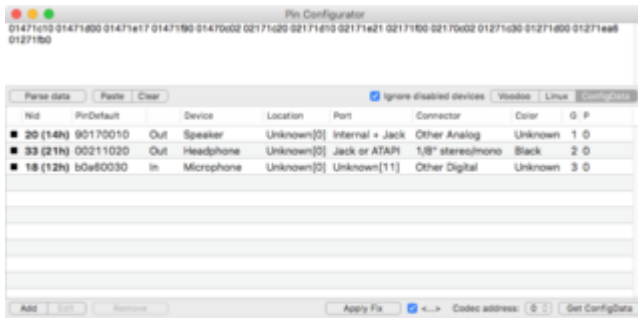 Pin Configurator
01471c10 01471d00 01471e17 01471f90 01470c02 02171c20 02171d10 02171e21 02171f00 02170c02 01271c30 01271d00 01271ea6
01271fb0
Parse data Paste Clear Ignore disabled devices Voodoo Linux ConfigData
Nid PinDefault Device Location Port Connector Color G P
20 (14h) 90170010 Out Speaker Unknown[0] Internal + Jack Other Analog Unknown 1 0
33 (21h) 00211020 Out Headphone Unknown[0] Jack or ATAPI 1/8" stereo/mono Black 2 0
18 (12h) b0a60030 In Microphone Unknown[0] Unknown[11] Other Digital Unknown 3 0
Add Edit Remove Apply Fix <...> Codec address: 0 Get ConfigData